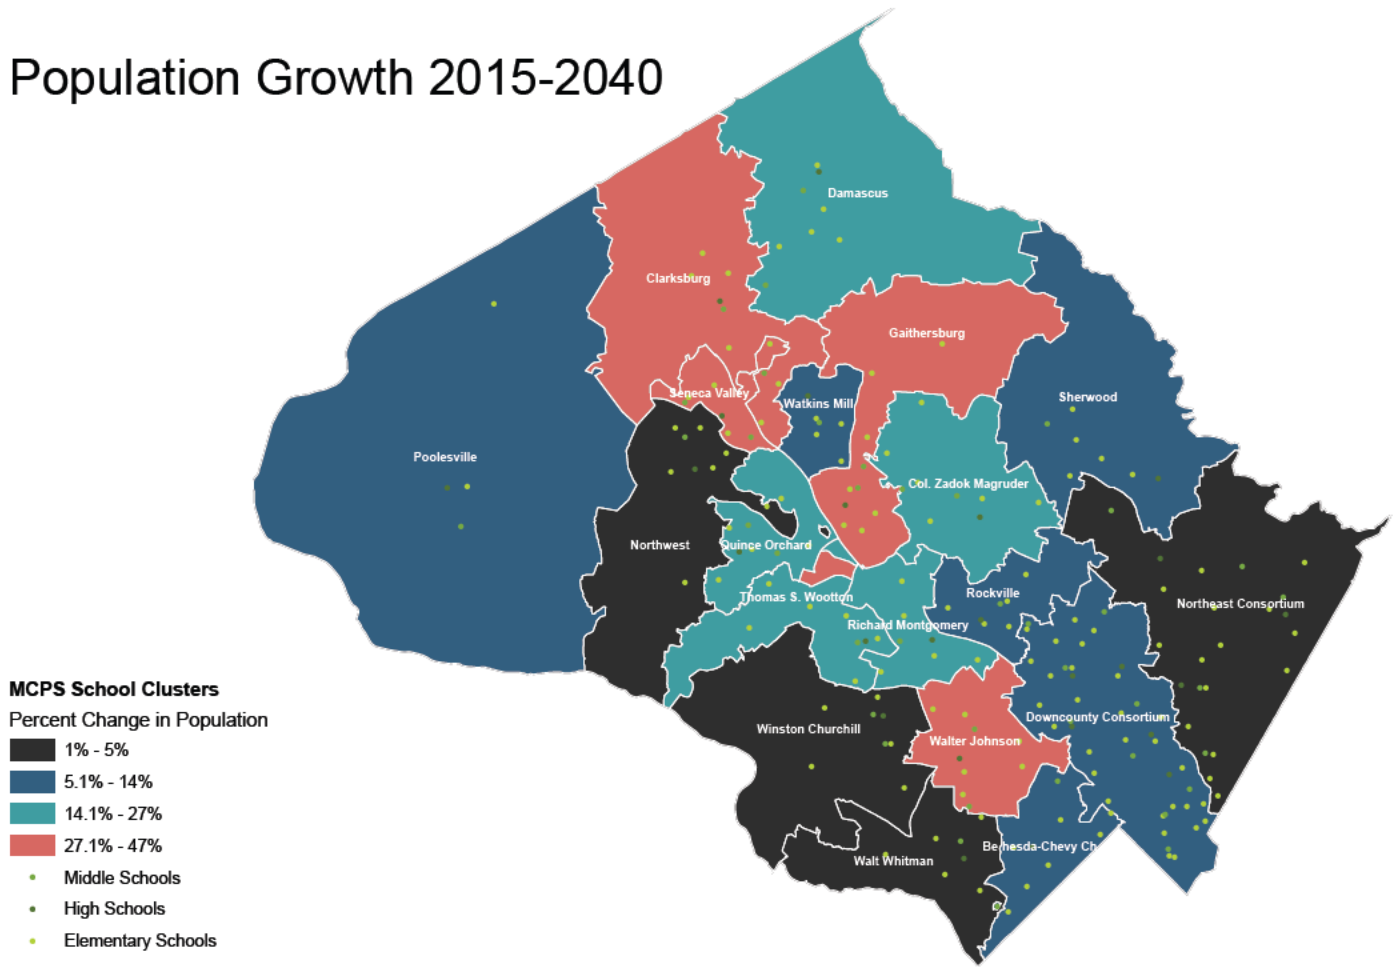 Population Growth 2015-2040
Damascus
Clarksburg
Gaithersburg
Seneca Valley
Watkins Mill
Sherwood
Poolesville
Col. Zadok Magruder
Northwest
Quince Orchard
Thomas S. Wootton
Rockville
Northeast Consortium
Richard Montgomery
Winston Churchill
Walter Johnson
Downcounty Consortium
Walt Whitman
Bethesda-Chevy Ch
MCPS School Clusters
Percent Change in Population
1% - 5%
5.1% - 14%
14.1% - 27%
27.1% - 47%
Middle Schools
High Schools
Elementary Schools